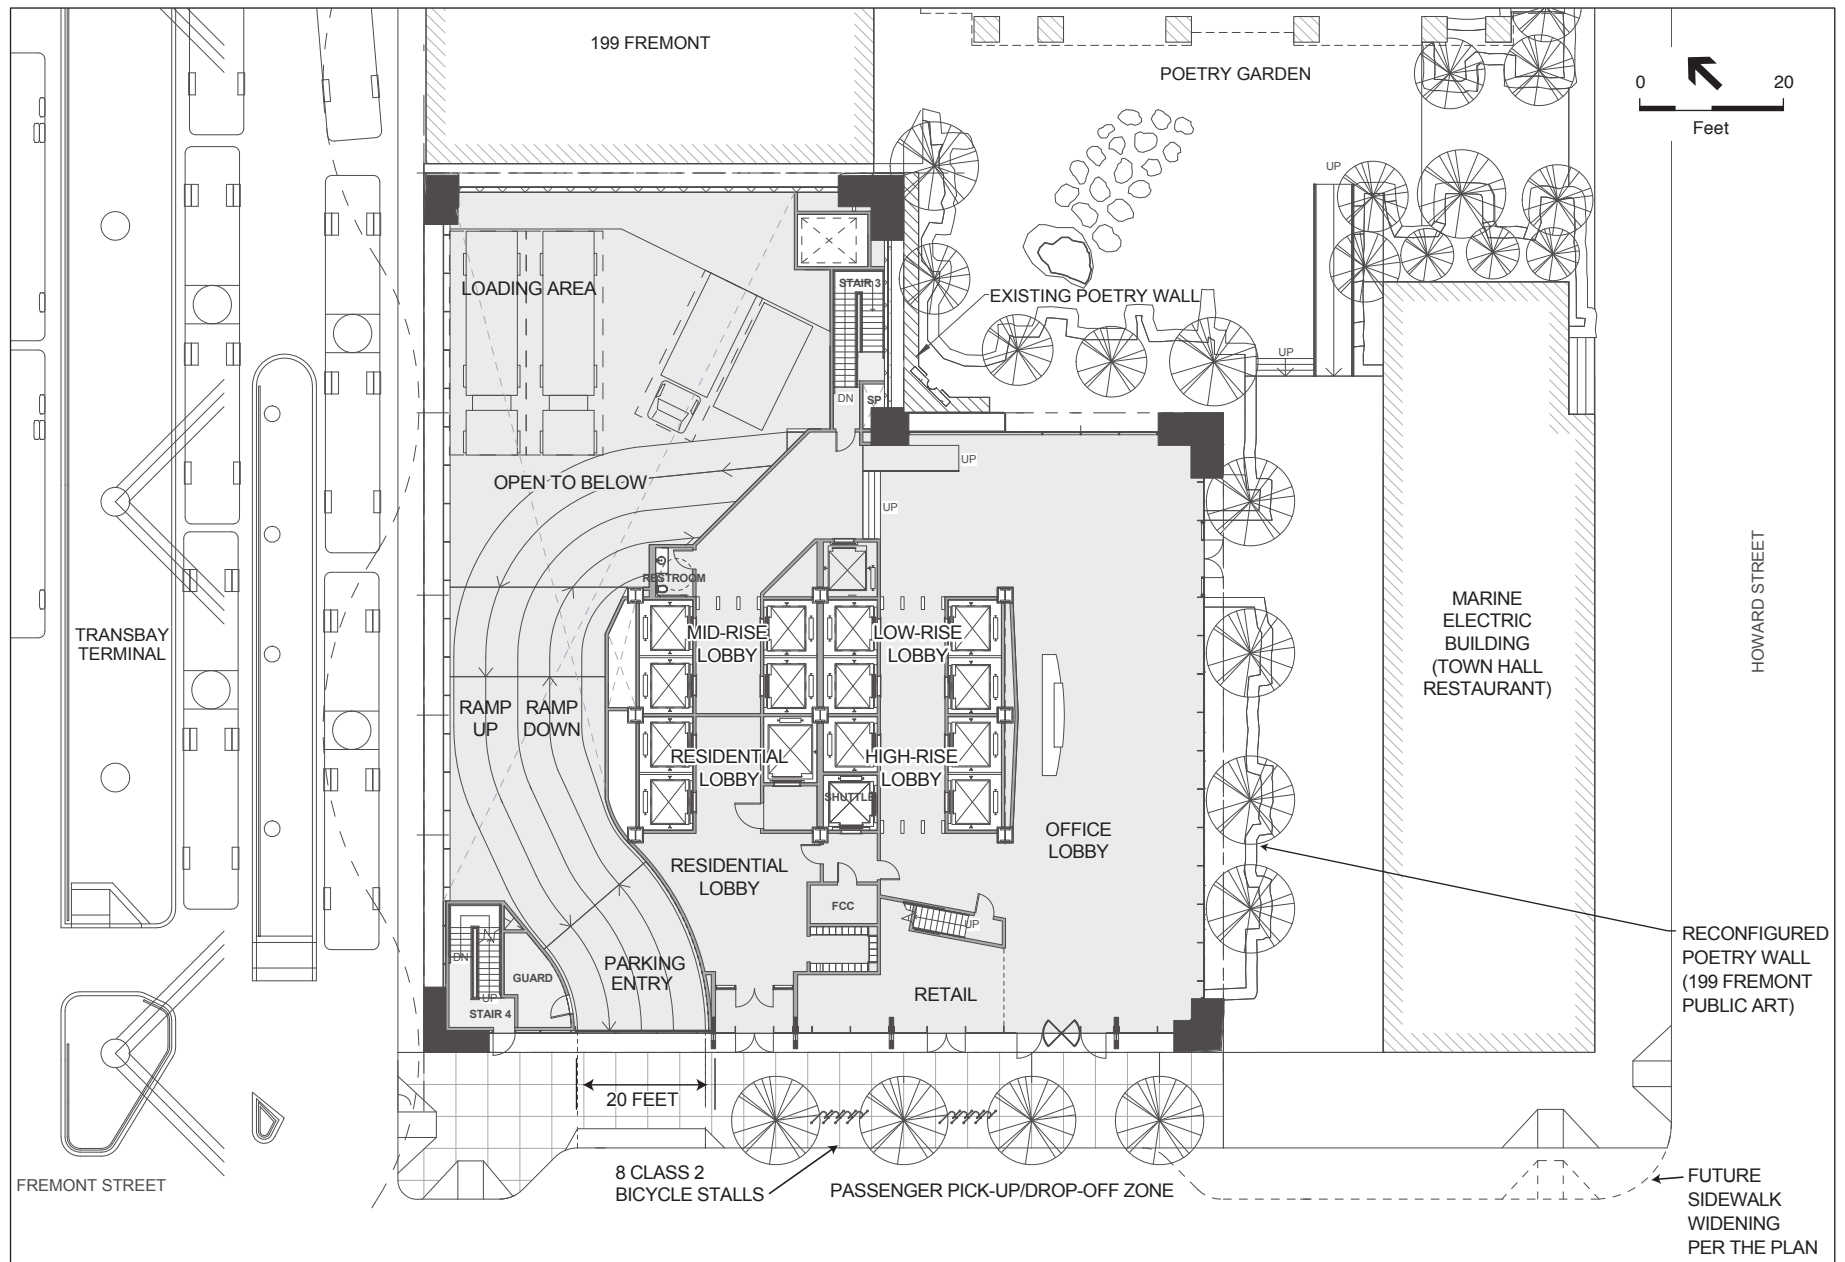 199 FREMONT
POETRY GARDEN
0 20
Feet
UP
STAIR 3
LOADING AREA
EXISTING POETRY WALL
UP
DN
SP
UP
OPEN TO BELOW
UP
RESTROOM
TRANSBAY
TERMINAL
MID-RISE
LOBBY
LOW-RISE
LOBBY
MARINE
ELECTRIC
BUILDING
(TOWN HALL
RESTAURANT)
HOWARD STREET
RAMP
UP
RAMP
DOWN
RESIDENTIAL
LOBBY
HIGH-RISE
LOBBY
SHUTTLE
OFFICE
LOBBY
RESIDENTIAL
LOBBY
FCC
UP
RECONFIGURED
POETRY WALL
(199 FREMONT
PUBLIC ART)
DN
GUARD
PARKING
ENTRY
UP
STAIR 4
RETAIL
20 FEET
8 CLASS 2
BICYCLE STALLS
PASSENGER PICK-UP/DROP-OFF ZONE
FREMONT STREET
FUTURE
SIDEWALK
WIDENING
PER THE PLAN